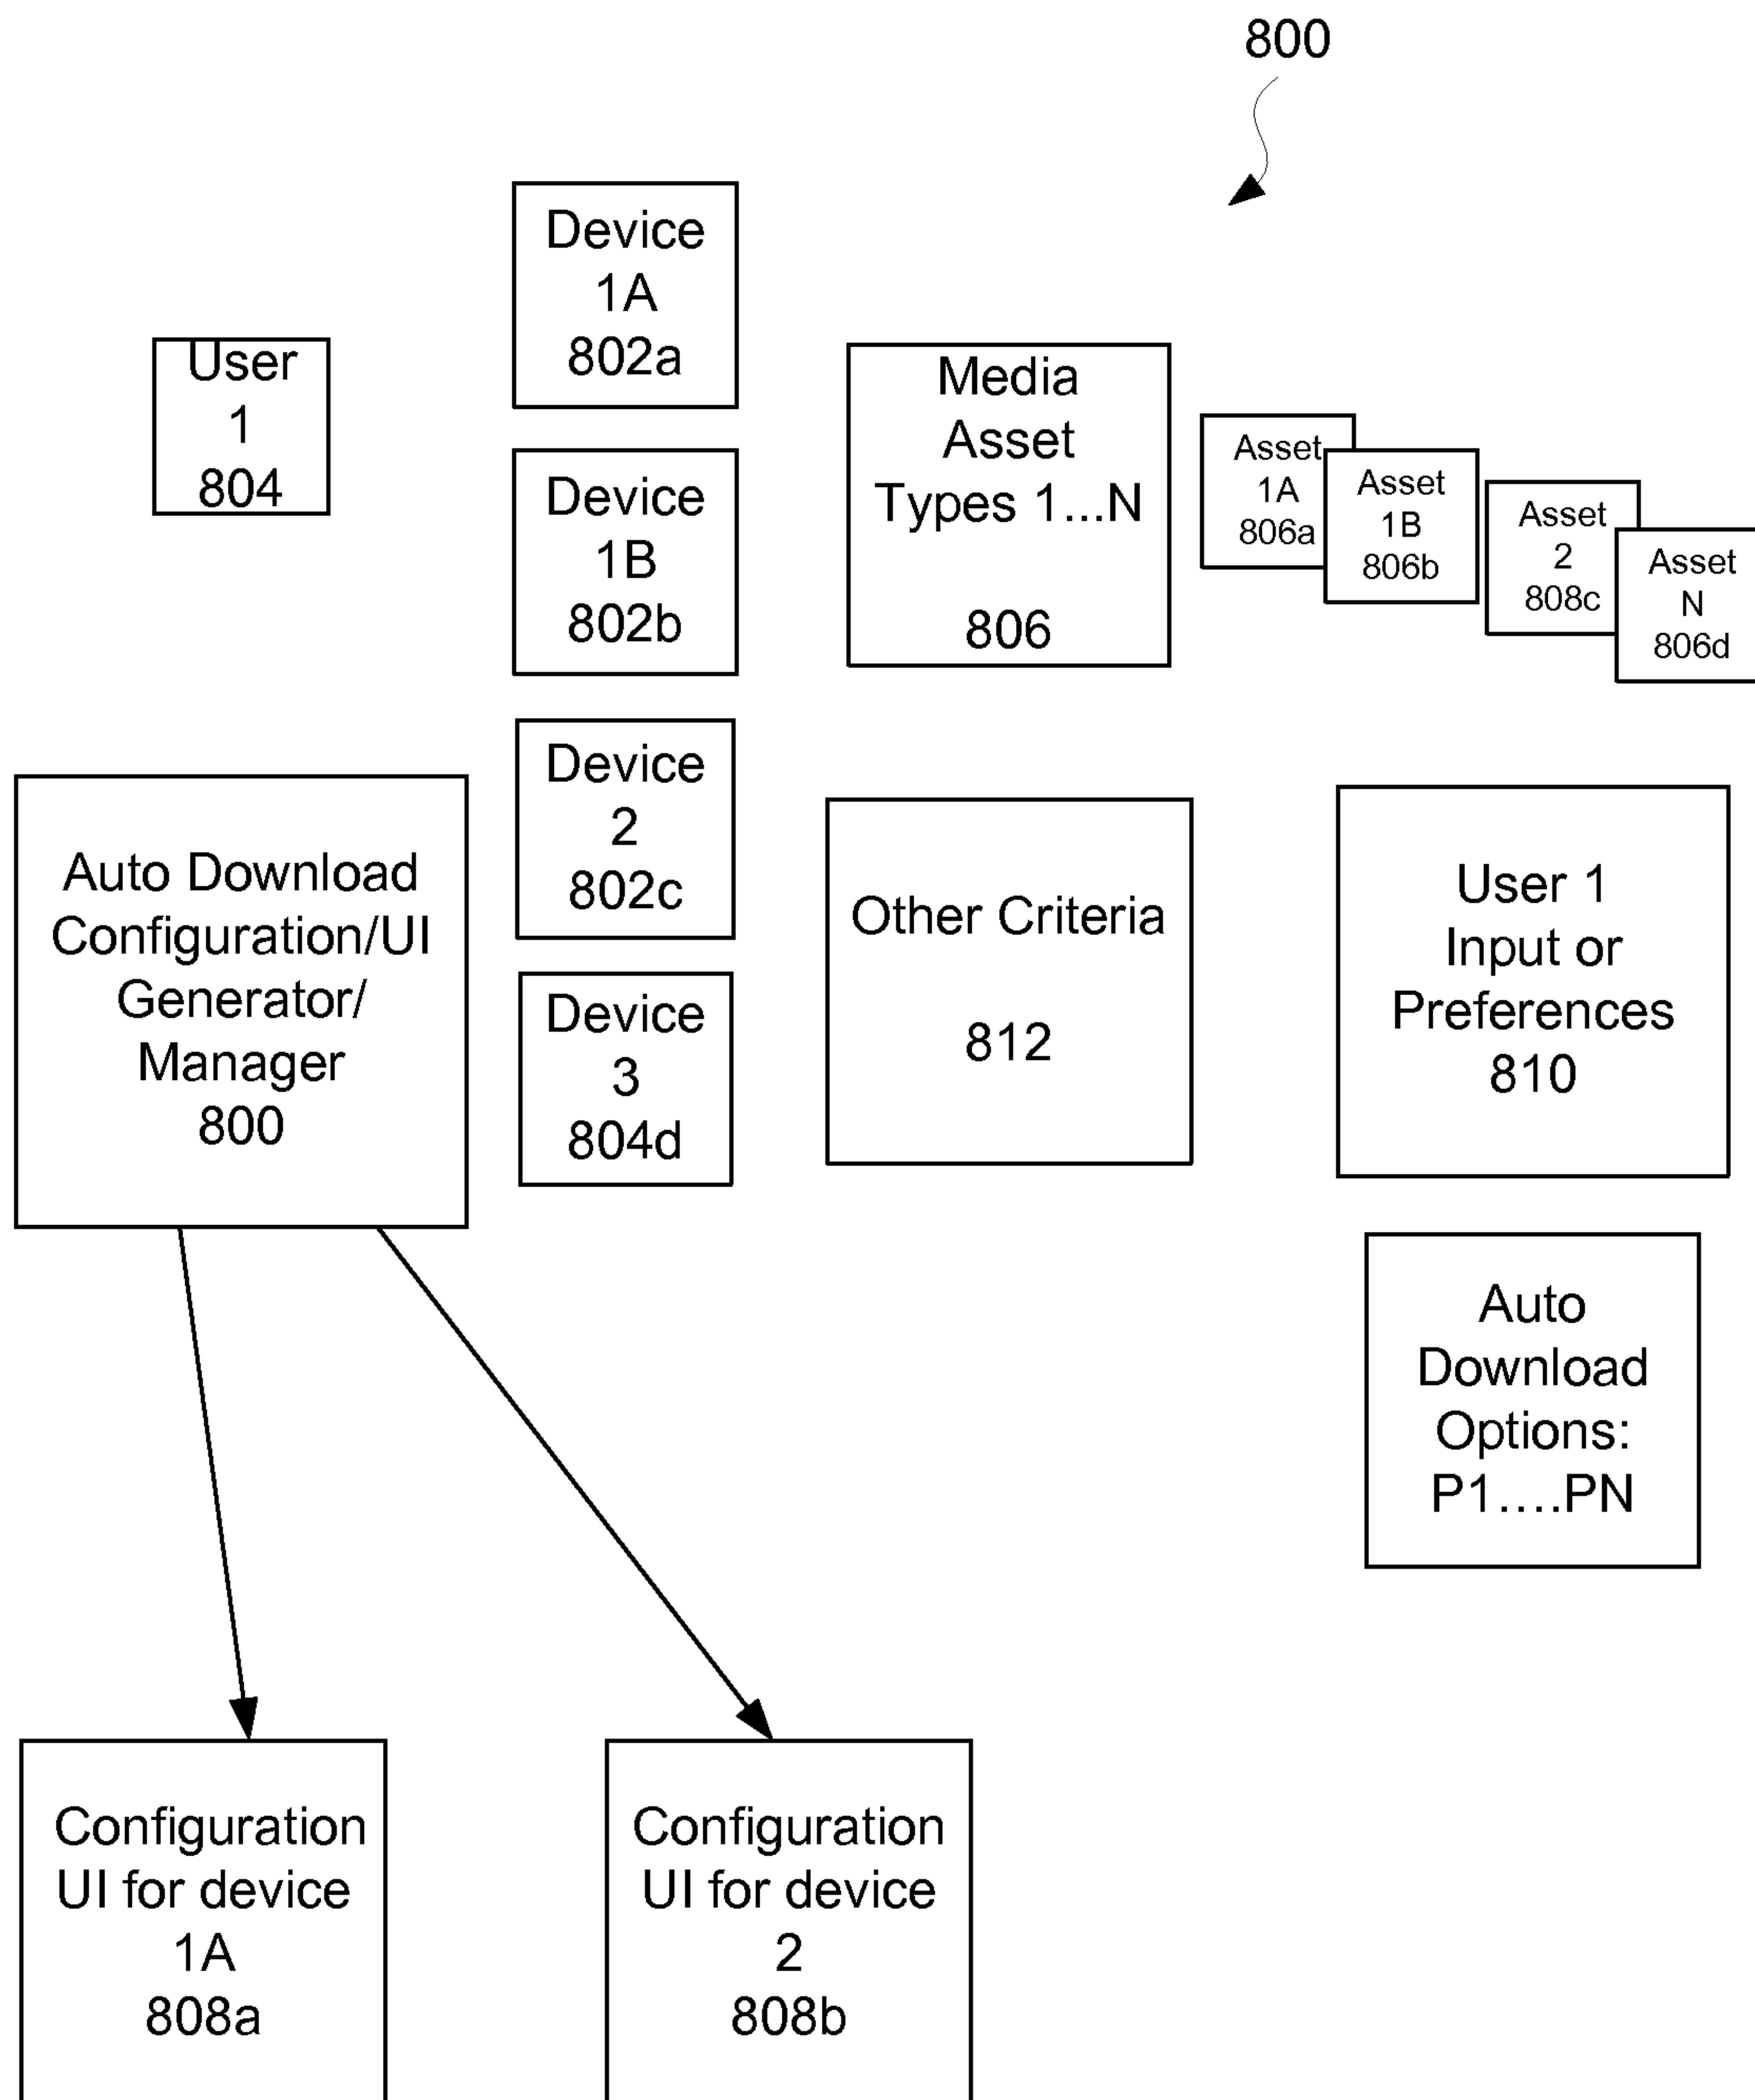 800
Device
1A
802a
User
1
804
Media
Asset
Types 1...N
806
Asset
1A
806a
Asset
1B
806b
Asset
2
808c
Asset
N
806d
Device
1B
802b
Device
2
802c
Device
3
804d
Auto Download
Configuration/UI
Generator/
Manager
800
Other Criteria
812
User 1
Input or
Preferences
810
Auto
Download
Options:
P1....PN
Configuration
UI for device
1A
808a
Configuration
UI for device
2
808b